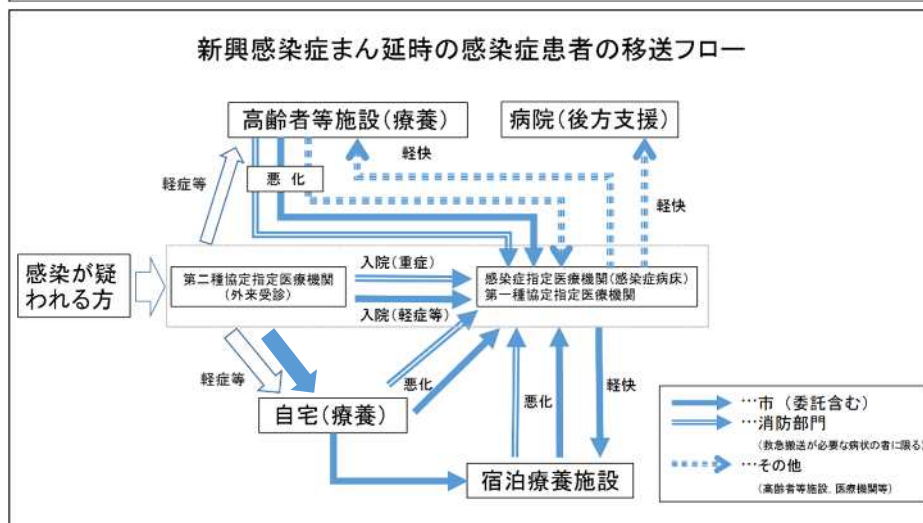 新興感染症まん延時の感染症患者の移送フロー
高齢者等施設(療養)
病院(後方支援)
軽快
悪 化
軽症等
軽快
感染が疑
われる方
第二種協定指定医療機関
(外来受診)
入院(重症)
入院(軽症等)
感染症指定医療機関(感染症病床)
第一種協定指定医療機関
軽症等
悪化
悪化
軽快
自宅(療養)
宿泊療養施設
…市(委託含む)
…消防部門
(救急搬送が必要な病状の者に限る)
…その他
(高齢者等施設、医療機関等)